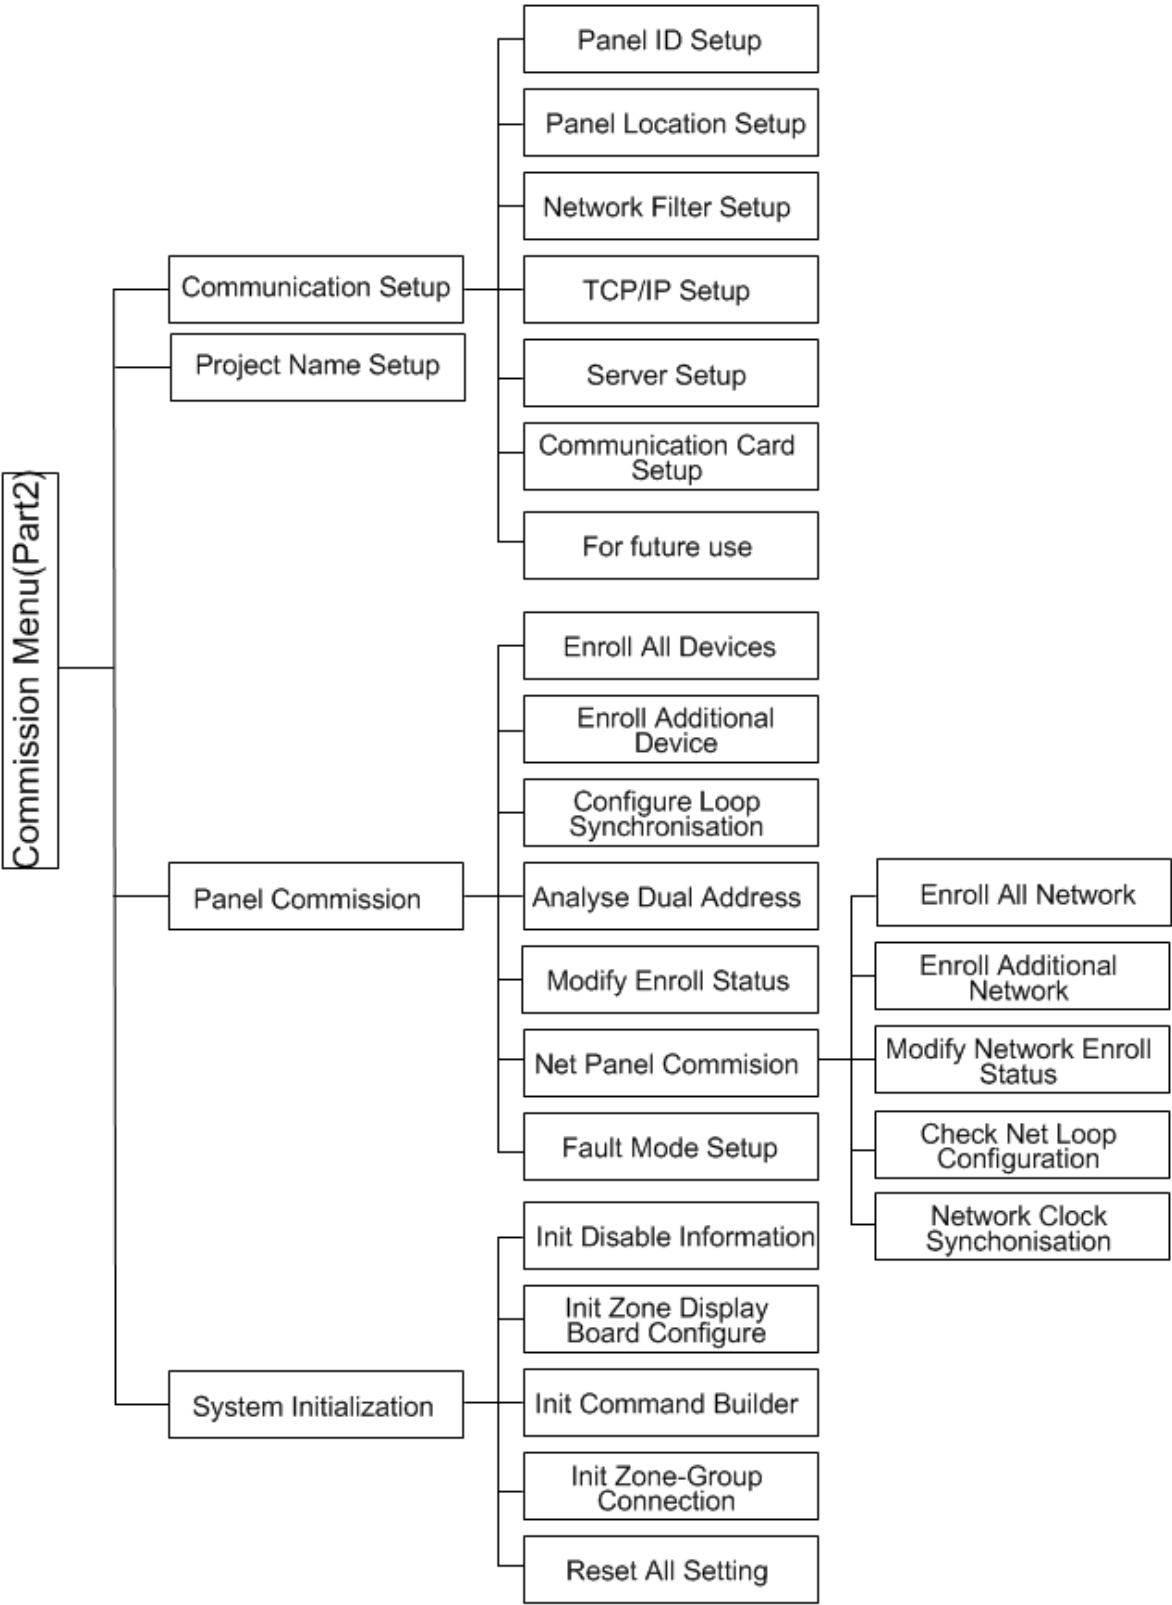 Panel ID Setup
Panel Location Setup
Network Filter Setup
Communication Setup
TCP/IP Setup
Project Name Setup
Server Setup
Communication Card
Setup
For future use
Commission Menu(Part2)
Enroll All Devices
Enroll Additional
Device
Configure Loop
Synchronisation
Panel Commission
Analyse Dual Address
Modify Enroll Status
Net Panel Commision
Fault Mode Setup
Enroll All Network
Enroll Additional
Network
Modify Network Enroll
Status
Check Net Loop
Configuration
Network Clock
Synchonisation
Init Disable Information
Init Zone Display
Board Configure
System Initialization
Init Command Builder
Init Zone-Group
Connection
Reset All Setting